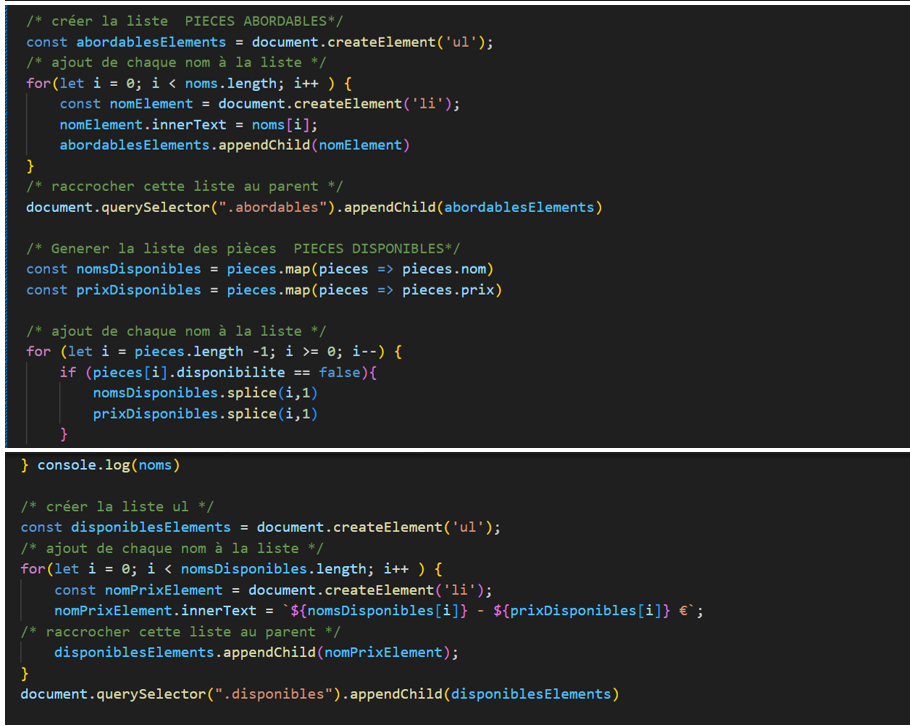 /* créer la liste  PIECES ABORDABLES*/
const abordablesElements = document.createElement('ul');
/* ajout de chaque nom à la liste */
for(let i = 0; i < noms.length; i++ ) {
    const nomElement = document.createElement('li');
    nomElement.innerText = noms[i];
    abordablesElements.appendChild(nomElement)
}
/* raccrocher cette liste au parent */
document.querySelector(".abordables").appendChild(abordablesElements)

/* Generer la liste des pièces  PIECES DISPONIBLES*/
const nomsDisponibles = pieces.map(pieces => pieces.nom)
const prixDisponibles = pieces.map(pieces => pieces.prix)

/* ajout de chaque nom à la liste */
for (let i = pieces.length -1; i >= 0; i--) {
    if (pieces[i].disponibilite == false){
        nomsDisponibles.splice(i,1)
        prixDisponibles.splice(i,1)
    }
} console.log(noms)

/* créer la liste ul */
const disponiblesElements = document.createElement('ul');
/* ajout de chaque nom à la liste */
for(let i = 0; i < nomsDisponibles.length; i++ ) {
    const nomPrixElement = document.createElement('li');
    nomPrixElement.innerText = `${nomsDisponibles[i]} - ${prixDisponibles[i]} €`;
/* raccrocher cette liste au parent */
    disponiblesElements.appendChild(nomPrixElement);
}
document.querySelector(".disponibles").appendChild(disponiblesElements)